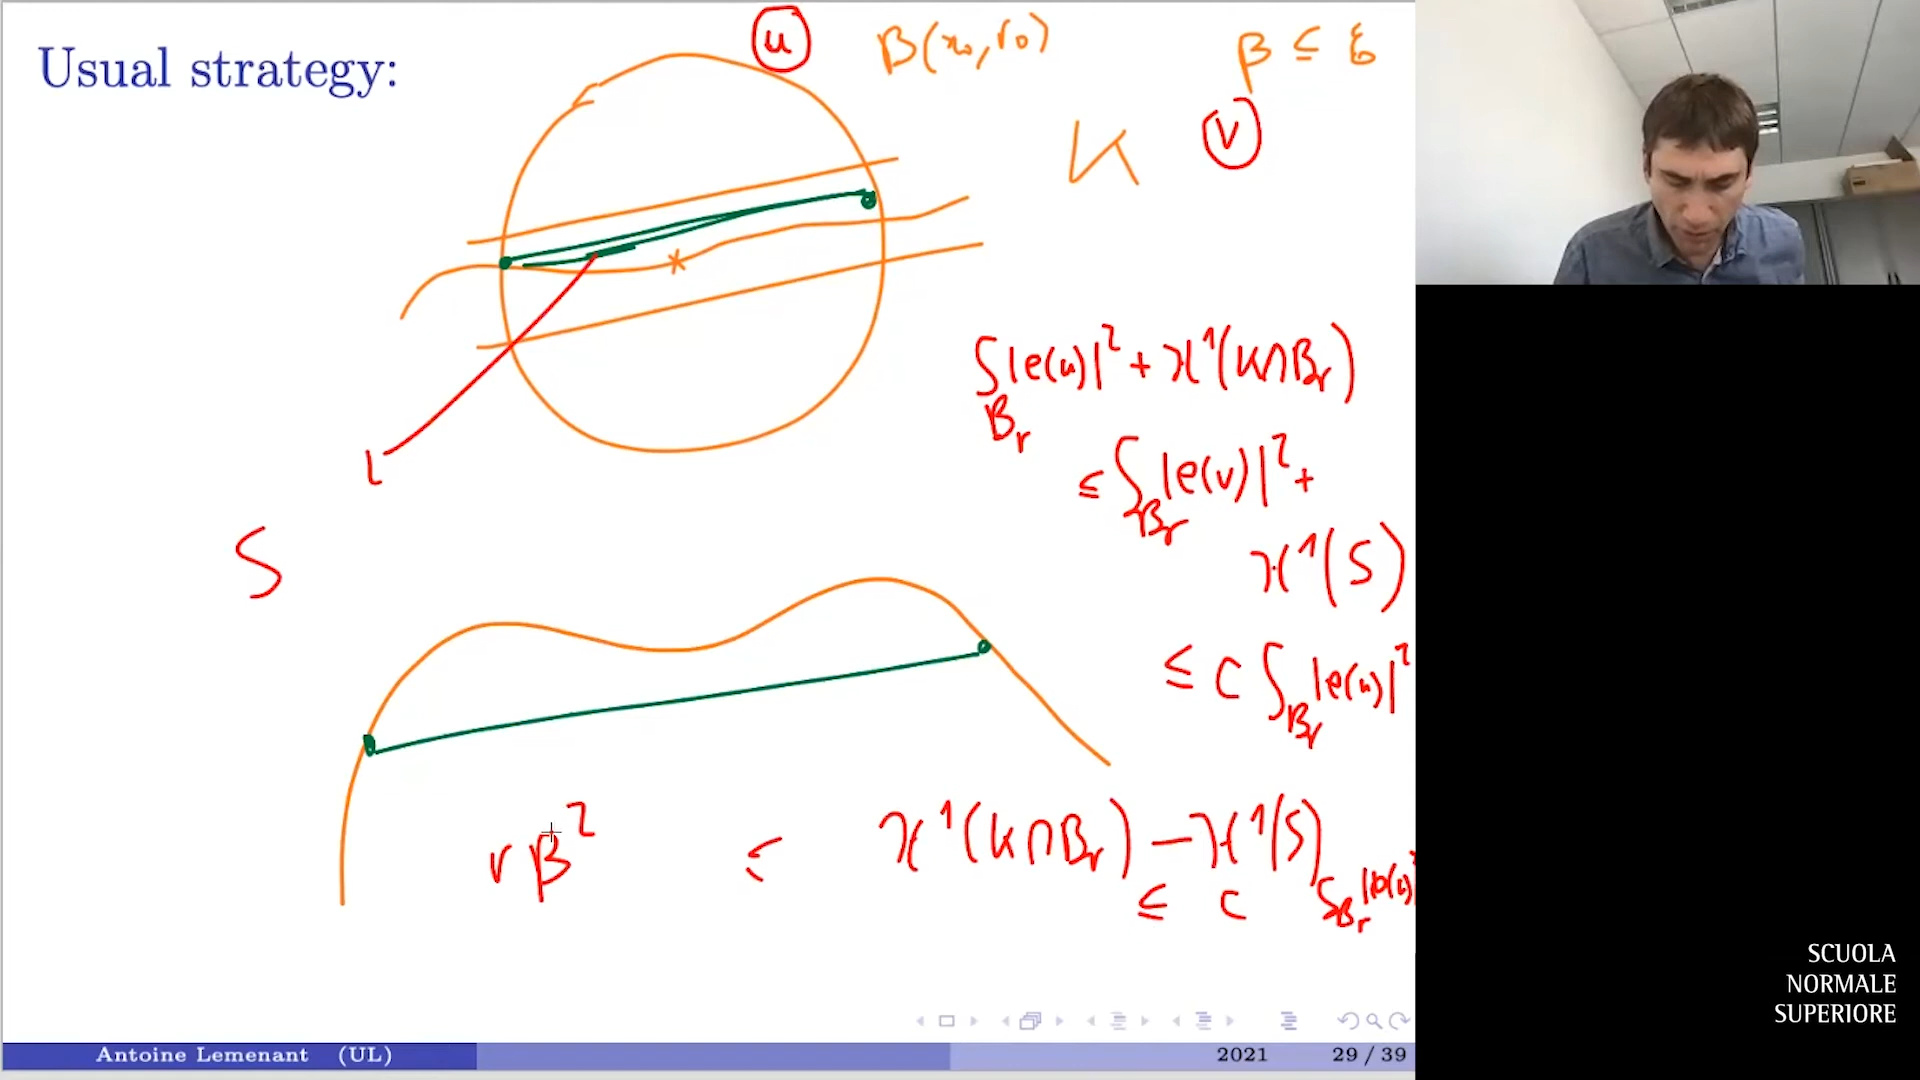 Usual strategy:
u
B(x₀, r₀)
β ≤ ε
K
v
∫_{B_r} |e(u)|² + H¹(K∩B_r)
≤ ∫_{B_r} |e(v)|² +
H¹(S)
≤ C ∫_{B_r} |e(u)|²
L
S
rβ² ≤ H¹(K∩B_r) − H¹(S)
≤ C ∫_{B_r}
SCUOLA
NORMALE
SUPERIORE
Antoine Lemenant (UL) 2021 29 / 39